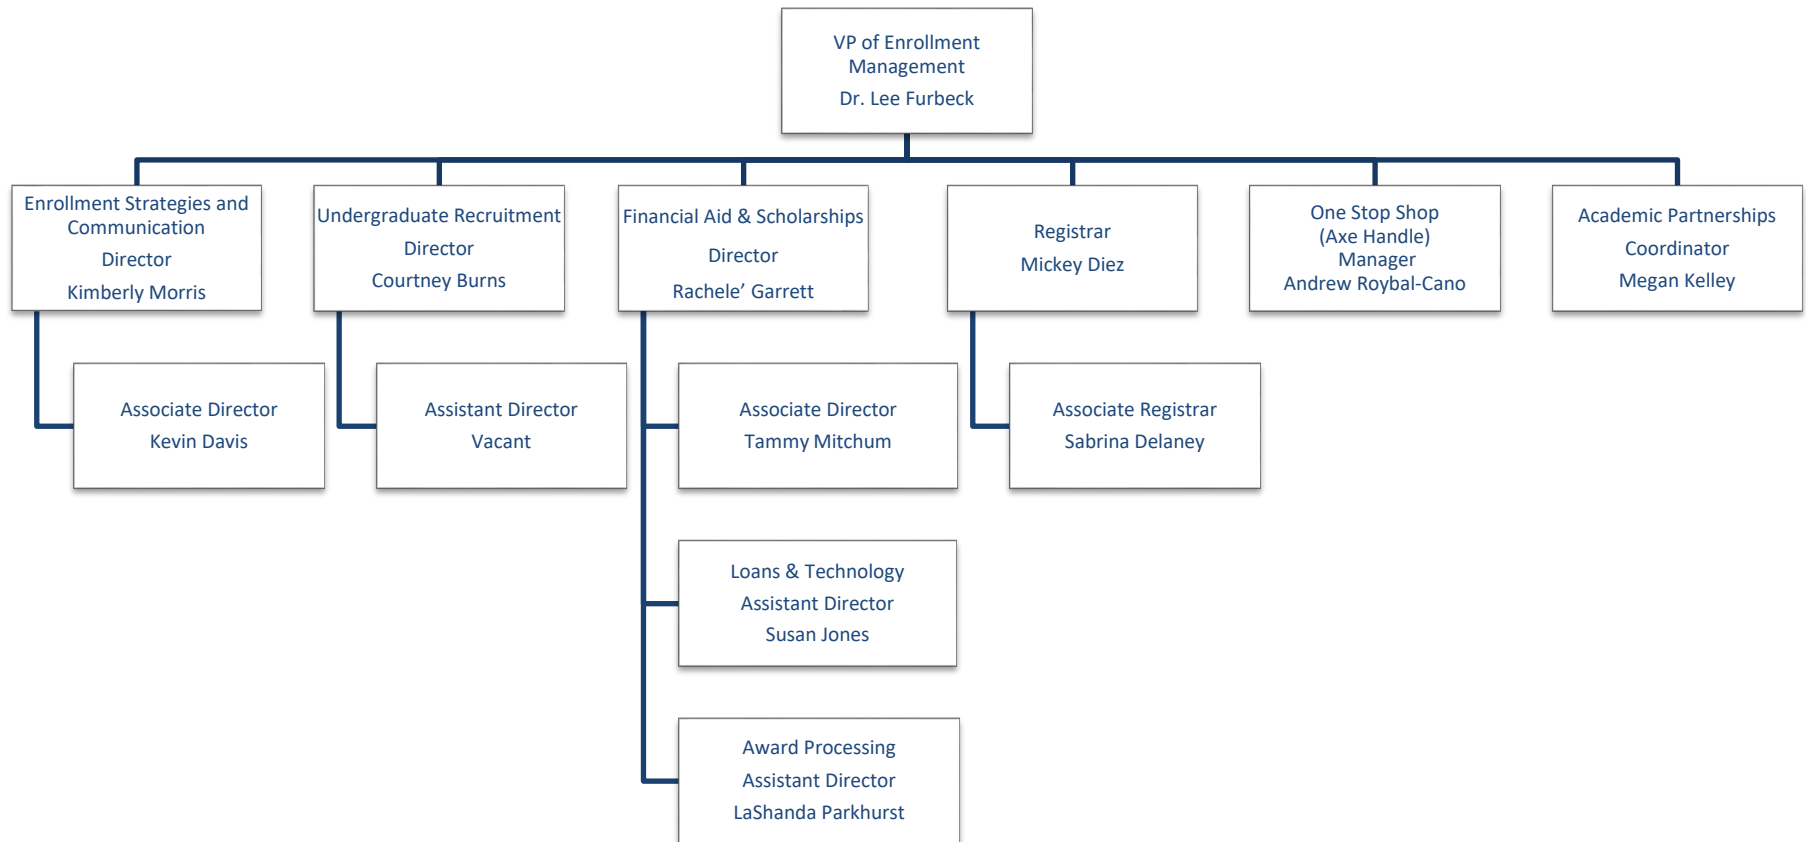 VP of Enrollment
Management
Dr. Lee Furbeck
Enrollment Strategies and
Communication
Director
Kimberly Morris
Undergraduate Recruitment
Director
Courtney Burns
Financial Aid & Scholarships
Director
Rachele’ Garrett
Registrar
Mickey Diez
One Stop Shop
(Axe Handle)
Manager
Andrew Roybal-Cano
Academic Partnerships
Coordinator
Megan Kelley
Associate Director
Kevin Davis
Assistant Director
Vacant
Associate Director
Tammy Mitchum
Associate Registrar
Sabrina Delaney
Loans & Technology
Assistant Director
Susan Jones
Award Processing
Assistant Director
LaShanda Parkhurst